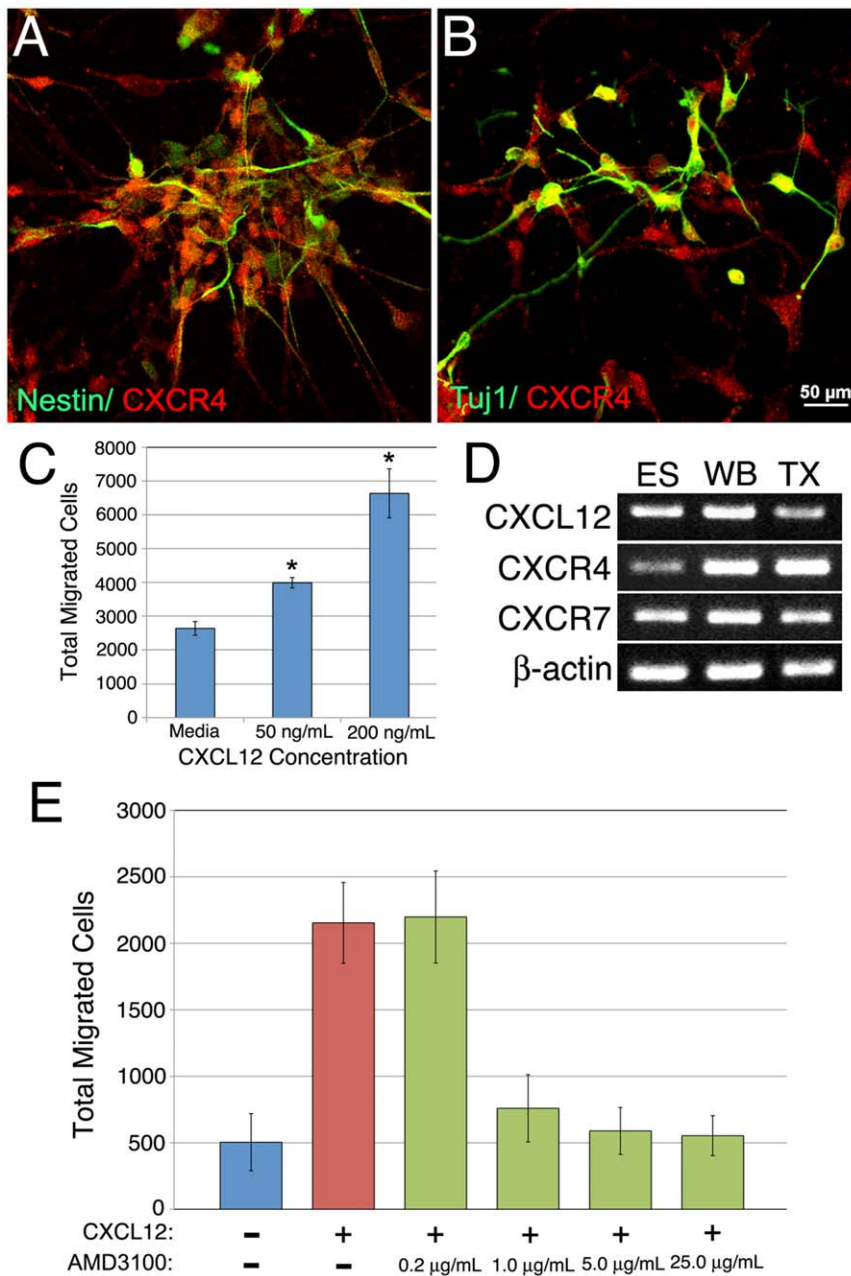 A
B
Nestin/ CXCR4
Tuj1/ CXCR4
50 µm
C
Total Migrated Cells
8000
7000
6000
5000
4000
3000
2000
1000
0
*
*
Media 50 ng/mL 200 ng/mL
CXCL12 Concentration
D
ES WB TX
CXCL12
CXCR4
CXCR7
β-actin
E
Total Migrated Cells
3000
2500
2000
1500
1000
500
0
CXCL12: - + + + + +
AMD3100: - - 0.2 µg/mL 1.0 µg/mL 5.0 µg/mL 25.0 µg/mL